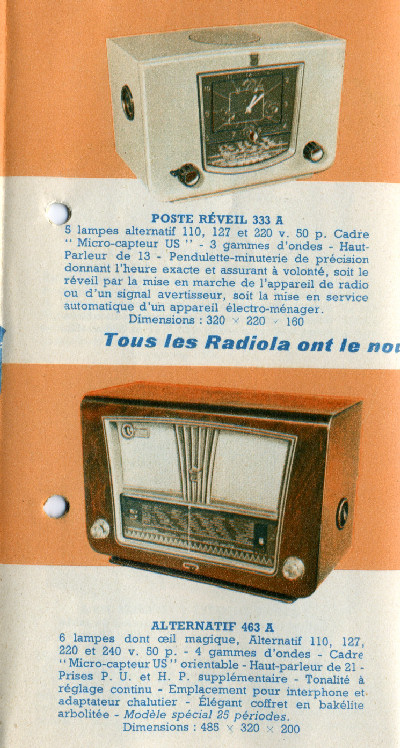 POSTE RÉVEIL 333 A
5 lampes alternatif 110, 127 et 220 v. 50 p. Cadre
" Micro-capteur US " - 3 gammes d'ondes - Haut-
Parleur de 13 - Pendulette-minuterie de précision
donnant l'heure exacte et assurant à volonté, soit le
réveil par la mise en marche de l'appareil de radio
ou d'un signal avertisseur, soit la mise en service
automatique d'un appareil électro-ménager.
Dimensions : 320 × 220 × 160
Tous les Radiola ont le nou
ALTERNATIF 463 A
6 lampes dont œil magique, Alternatif 110, 127,
220 et 240 v. 50 p. - 4 gammes d'ondes - Cadre
" Micro-capteur US " orientable - Haut-parleur de 21 -
Prises P. U. et H. P. supplémentaire - Tonalité à
réglage continu - Emplacement pour interphone et
adaptateur chalutier - Élégant coffret en bakélite
arbolitée - Modèle spécial 25 périodes.
Dimensions : 485 × 320 × 200